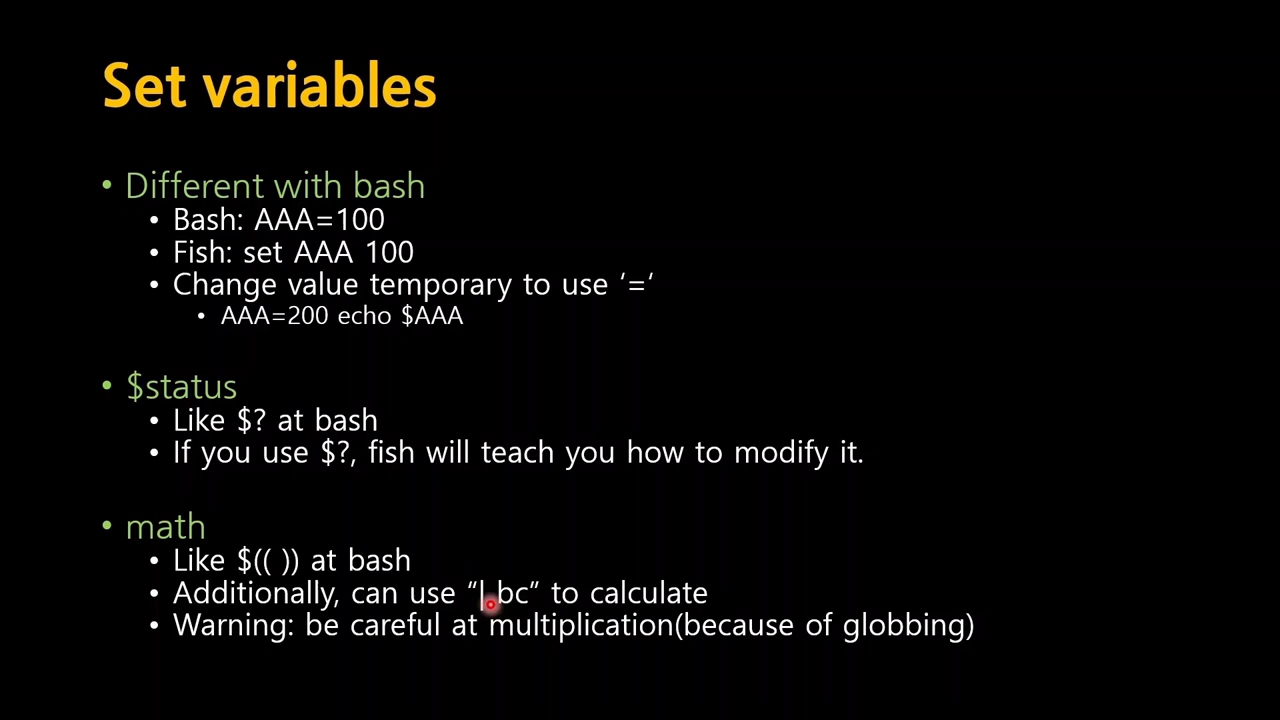 Set variables
• Different with bash
• Bash: AAA=100
• Fish: set AAA 100
• Change value temporary to use ‘=‘
• AAA=200 echo $AAA
• $status
• Like $? at bash
• If you use $?, fish will teach you how to modify it.
• math
• Like $(( )) at bash
• Additionally, can use “| bc” to calculate
• Warning: be careful at multiplication(because of globbing)